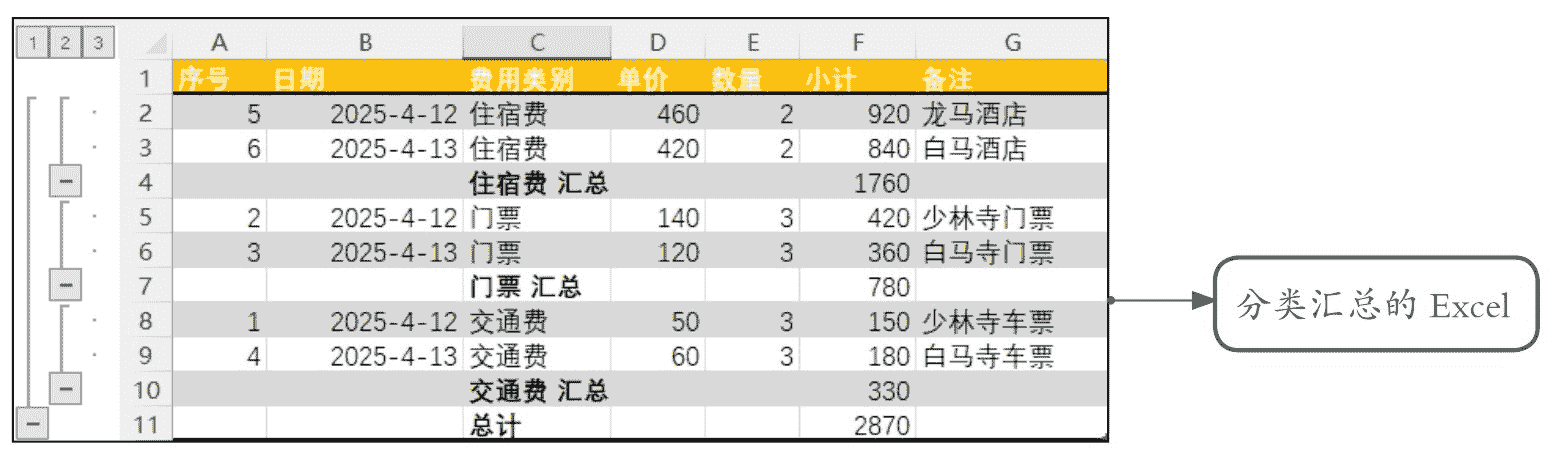 1 2 3 A B C D E F G
1 序号 日期 费用类别 单价 数量 小计 备注
2 5 2025-4-12 住宿费 460 2 920 龙马酒店
3 6 2025-4-13 住宿费 420 2 840 白马酒店
4 住宿费 汇总 1760
5 2 2025-4-12 门票 140 3 420 少林寺门票
6 3 2025-4-13 门票 120 3 360 白马寺门票
7 门票 汇总 780
8 1 2025-4-12 交通费 50 3 150 少林寺车票
9 4 2025-4-13 交通费 60 3 180 白马寺车票
10 交通费 汇总 330
11 总计 2870
分类汇总的 Excel